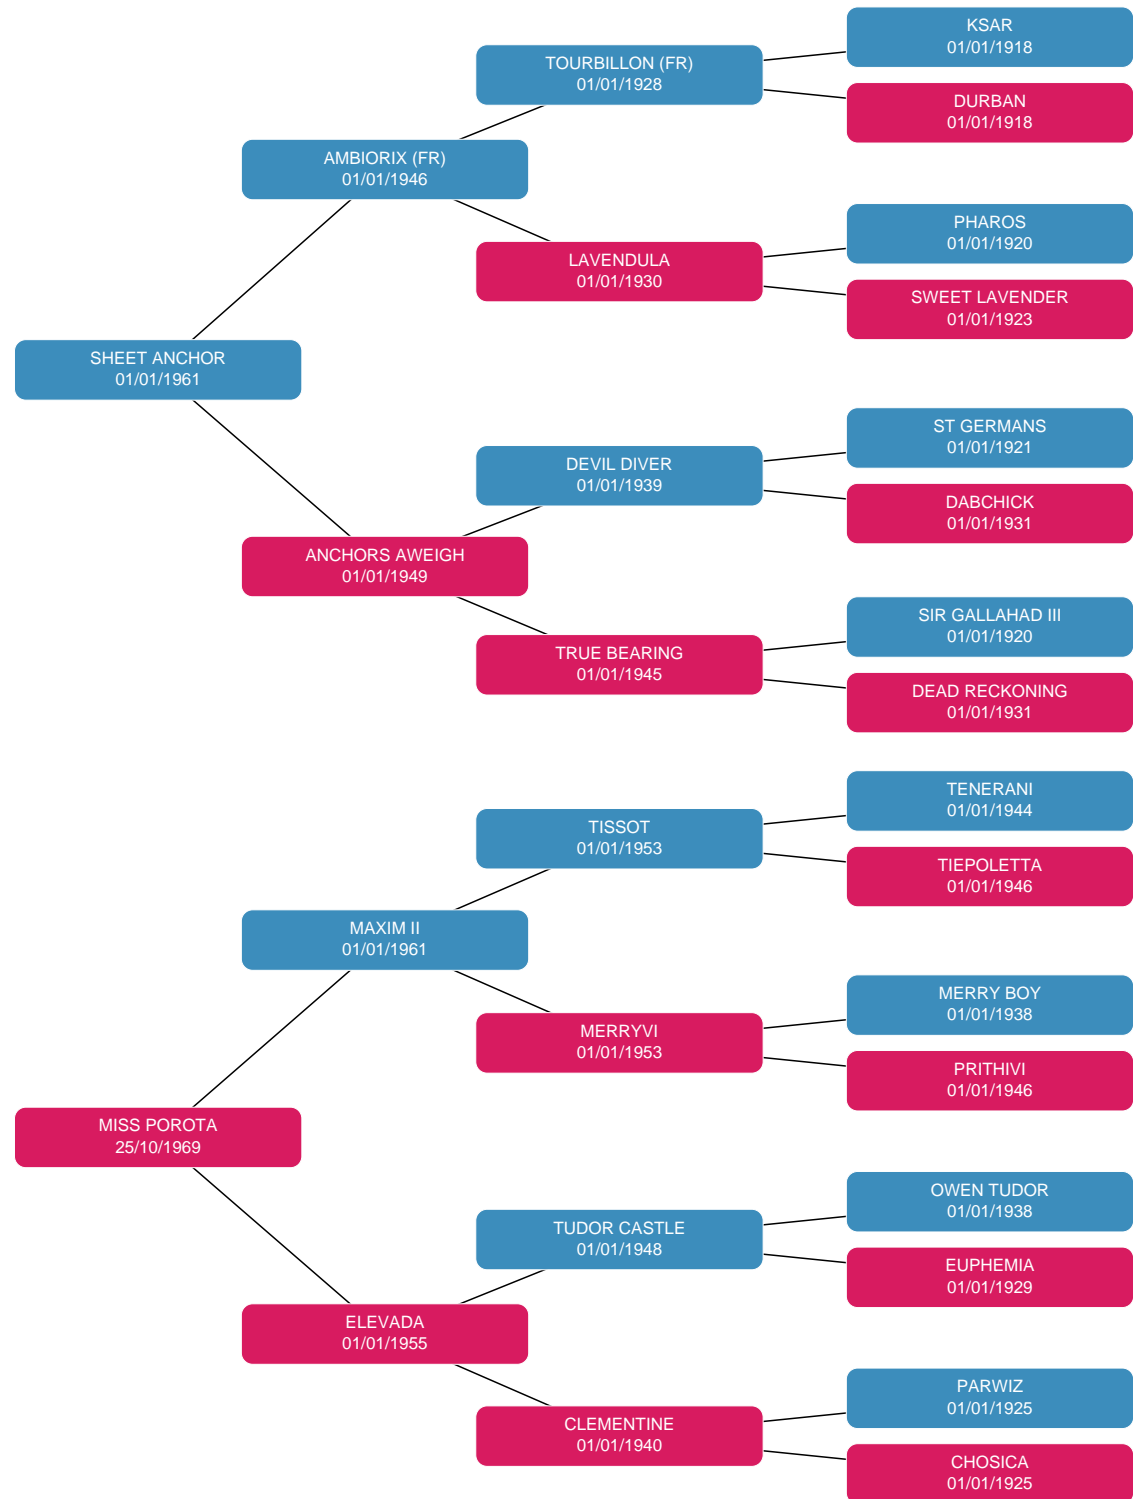 KSAR
01/01/1918
TOURBILLON (FR)
01/01/1928
DURBAN
01/01/1918
AMBIORIX (FR)
01/01/1946
PHAROS
01/01/1920
LAVENDULA
01/01/1930
SWEET LAVENDER
01/01/1923
SHEET ANCHOR
01/01/1961
ST GERMANS
01/01/1921
DEVIL DIVER
01/01/1939
DABCHICK
01/01/1931
ANCHORS AWEIGH
01/01/1949
SIR GALLAHAD III
01/01/1920
TRUE BEARING
01/01/1945
DEAD RECKONING
01/01/1931
TENERANI
01/01/1944
TISSOT
01/01/1953
TIEPOLETTA
01/01/1946
MAXIM II
01/01/1961
MERRY BOY
01/01/1938
MERRYVI
01/01/1953
PRITHIVI
01/01/1946
MISS POROTA
25/10/1969
OWEN TUDOR
01/01/1938
TUDOR CASTLE
01/01/1948
EUPHEMIA
01/01/1929
ELEVADA
01/01/1955
PARWIZ
01/01/1925
CLEMENTINE
01/01/1940
CHOSICA
01/01/1925